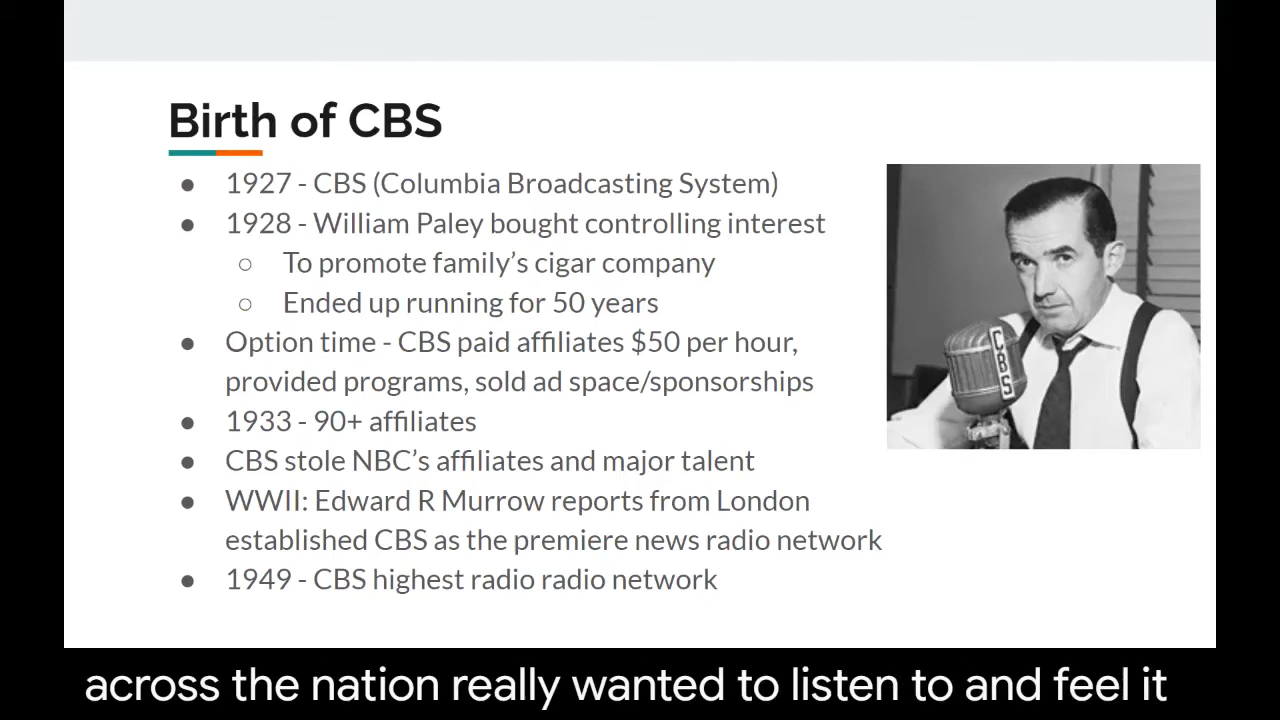 Birth of CBS
● 1927 - CBS (Columbia Broadcasting System)
● 1928 - William Paley bought controlling interest
○ To promote family’s cigar company
○ Ended up running for 50 years
● Option time - CBS paid affiliates $50 per hour,
provided programs, sold ad space/sponsorships
● 1933 - 90+ affiliates
● CBS stole NBC’s affiliates and major talent
● WWII: Edward R Murrow reports from London
established CBS as the premiere news radio network
● 1949 - CBS highest radio radio network
CBS
across the nation really wanted to listen to and feel it